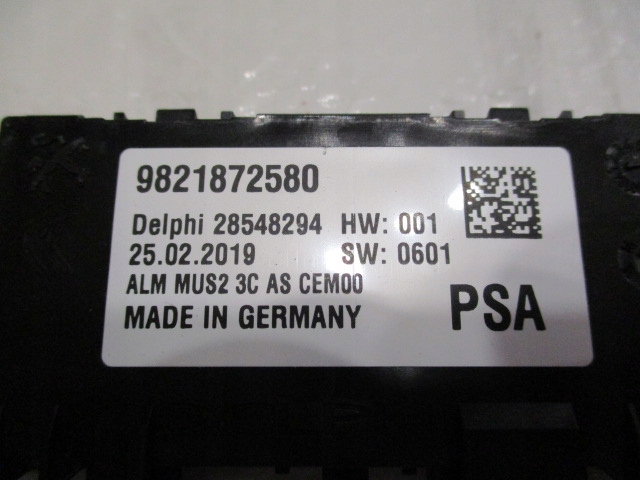 9821872580
Delphi 28548294 HW: 001
25.02.2019 SW: 0601
ALM MUS2 3C AS CEM00
MADE IN GERMANY PSA